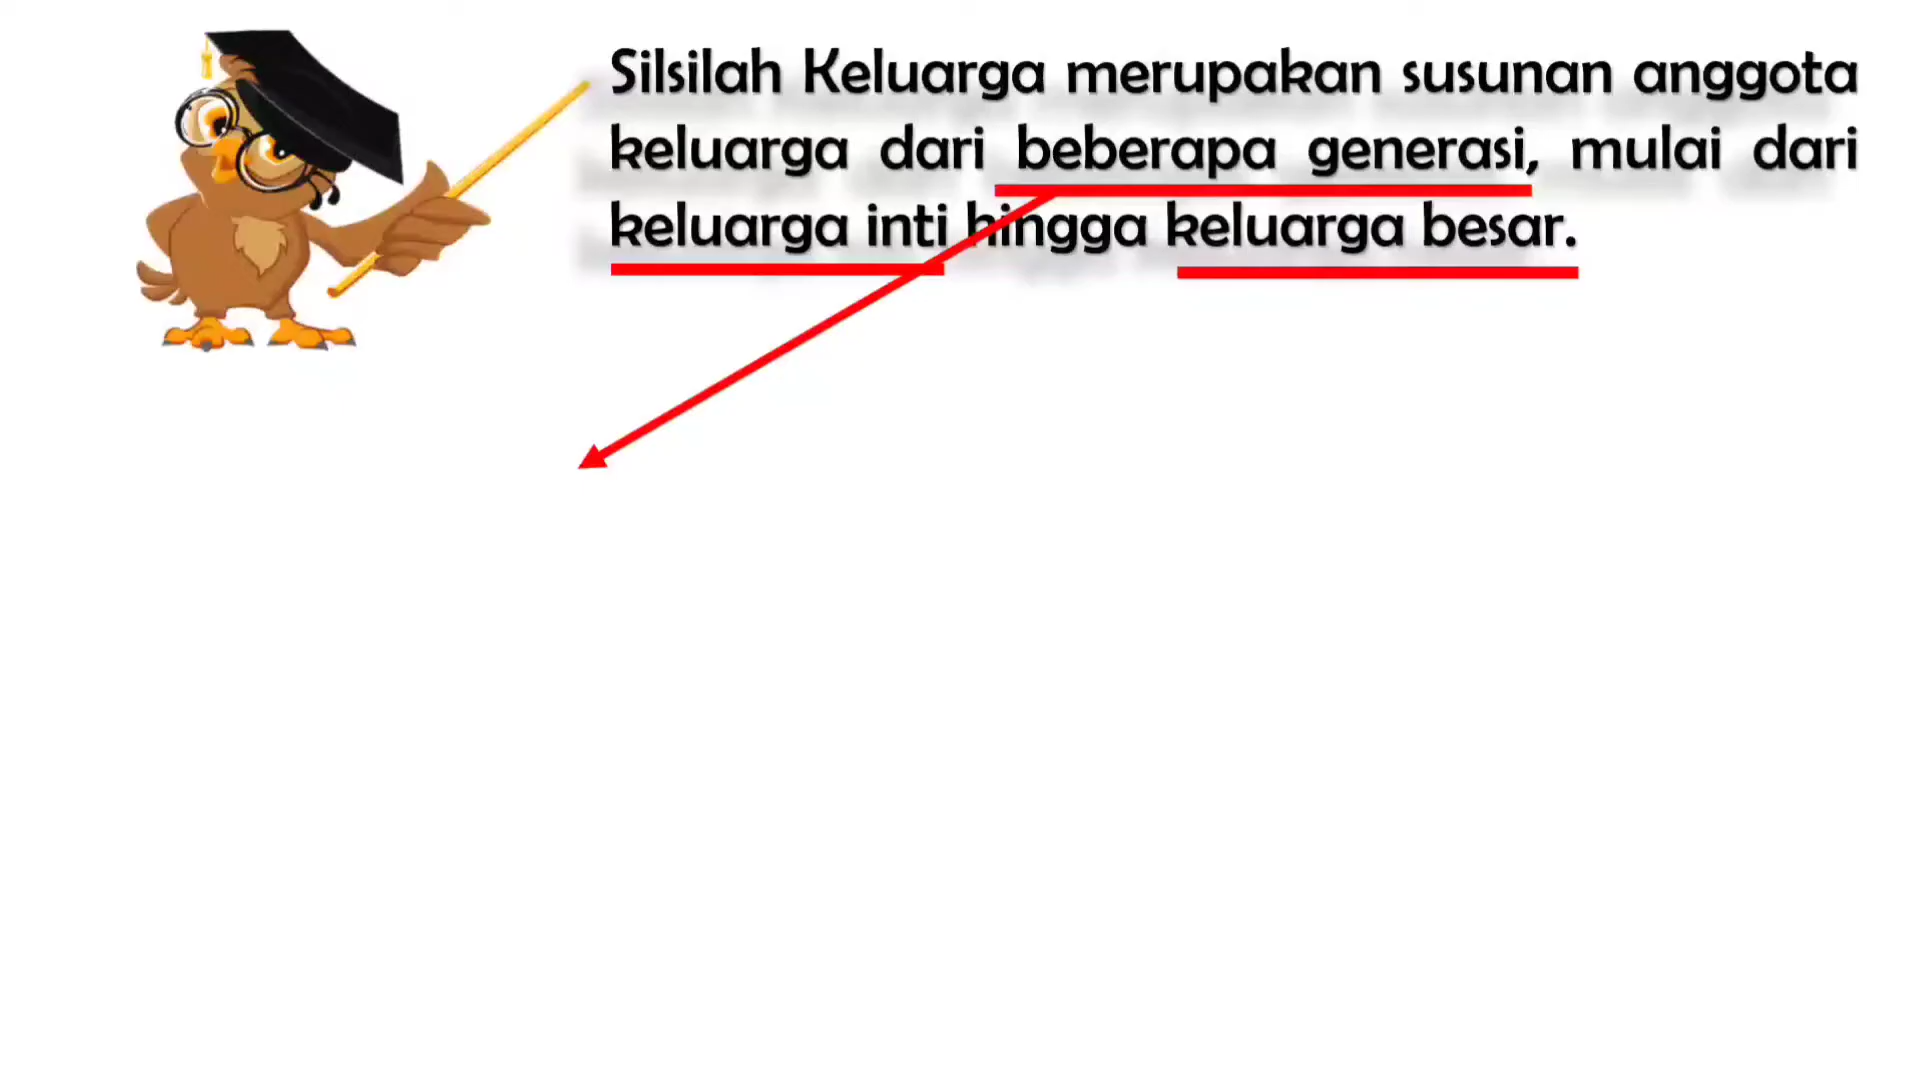 Silsilah Keluarga merupakan susunan anggota
keluarga dari beberapa generasi, mulai dari
keluarga inti hingga keluarga besar.